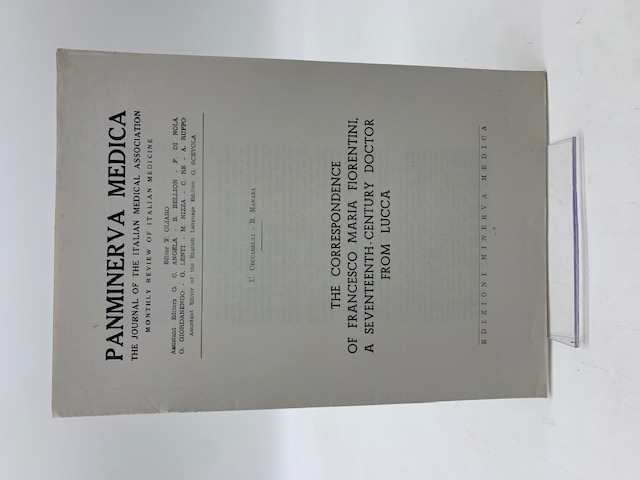 PANMINERVA MEDICA
THE JOURNAL OF THE ITALIAN MEDICAL ASSOCIATION
MONTHLY REVIEW OF ITALIAN MEDICINE
Editor T. OLIARO
Assistant Editors G. C. ANGELA - B. BELLION - P. DI NOLA
G. GIORDANENGO - G. LENTI - M. NIZZA - C. RE - A. RUFFO
Assistant Editor of the English Language Edition G. SCEVOLA
U. Ceccarelli - R. Manara
THE CORRESPONDENCE
OF FRANCESCO MARIA FIORENTINI,
A SEVENTEENTH-CENTURY DOCTOR
FROM LUCCA
EDIZIONI MINERVA MEDICA